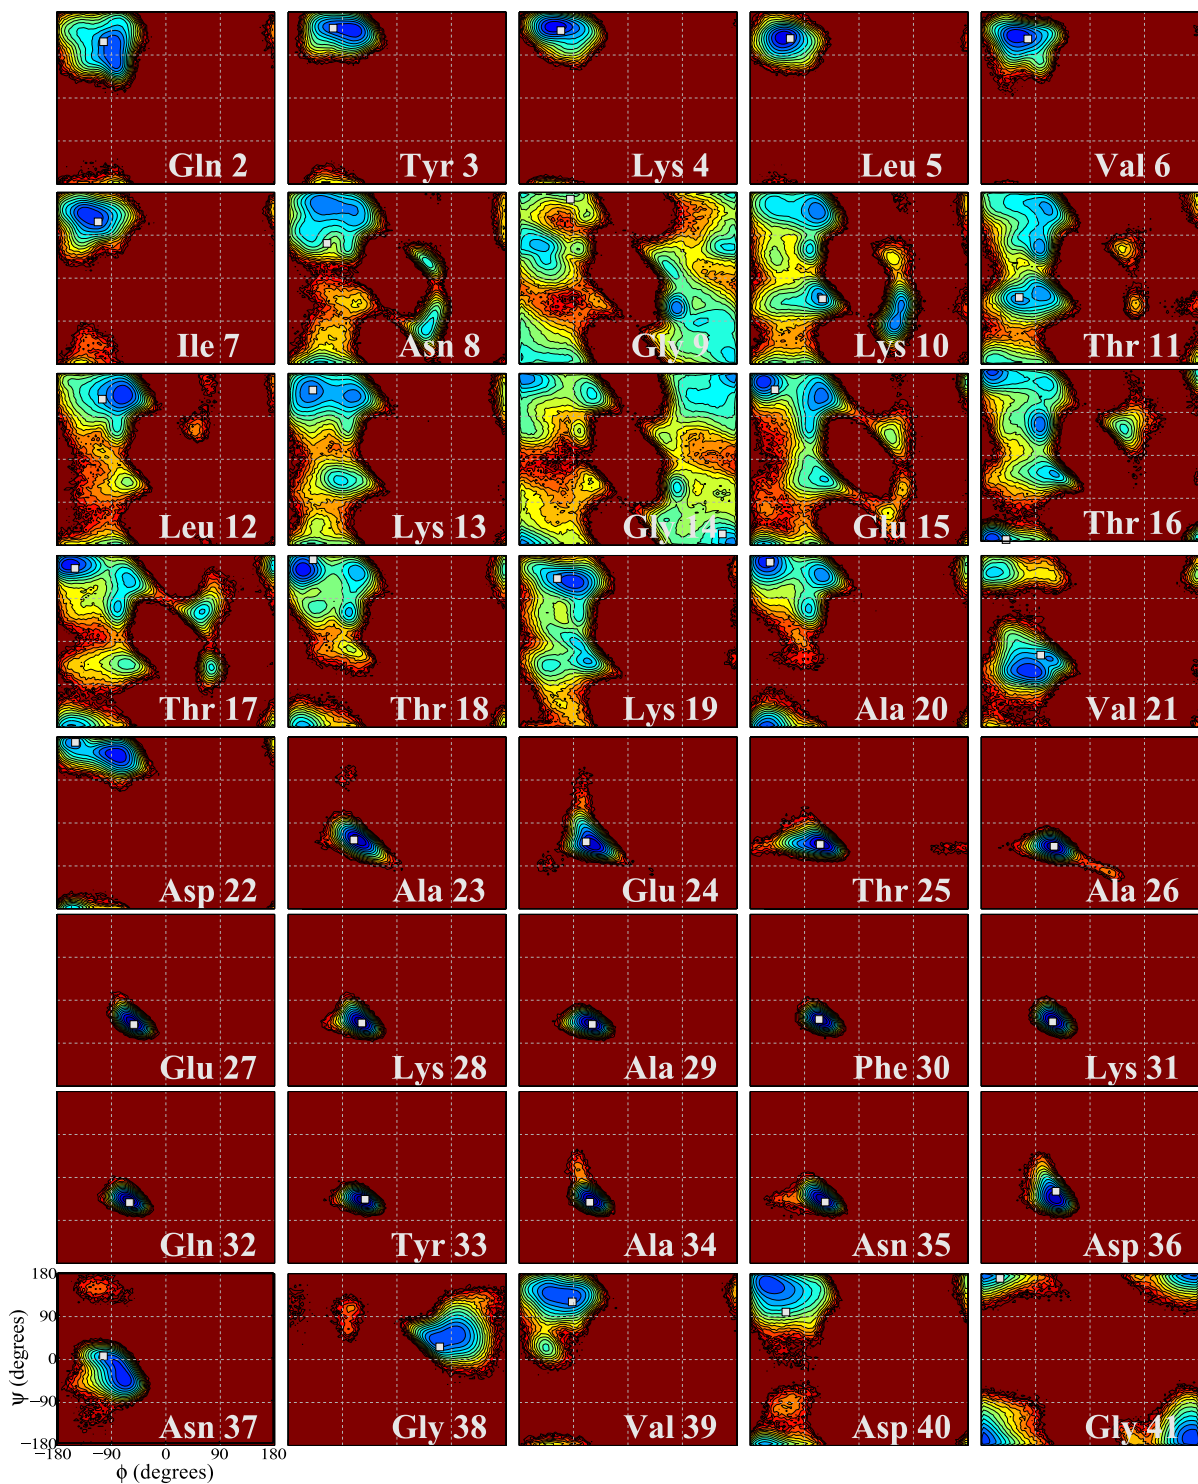 Gln 2 Tyr 3 Lys 4 Leu 5 Val 6
Ile 7 Asn 8 Gly 9 Lys 10 Thr 11
Leu 12 Lys 13 Gly 14 Glu 15 Thr 16
Thr 17 Thr 18 Lys 19 Ala 20 Val 21
Asp 22 Ala 23 Glu 24 Thr 25 Ala 26
Glu 27 Lys 28 Ala 29 Phe 30 Lys 31
Gln 32 Tyr 33 Ala 34 Asn 35 Asp 36
180
90
0
−90
−180
ψ (degrees)
Asn 37 Gly 38 Val 39 Asp 40 Gly 41
−180 −90 0 90 180
ϕ (degrees)